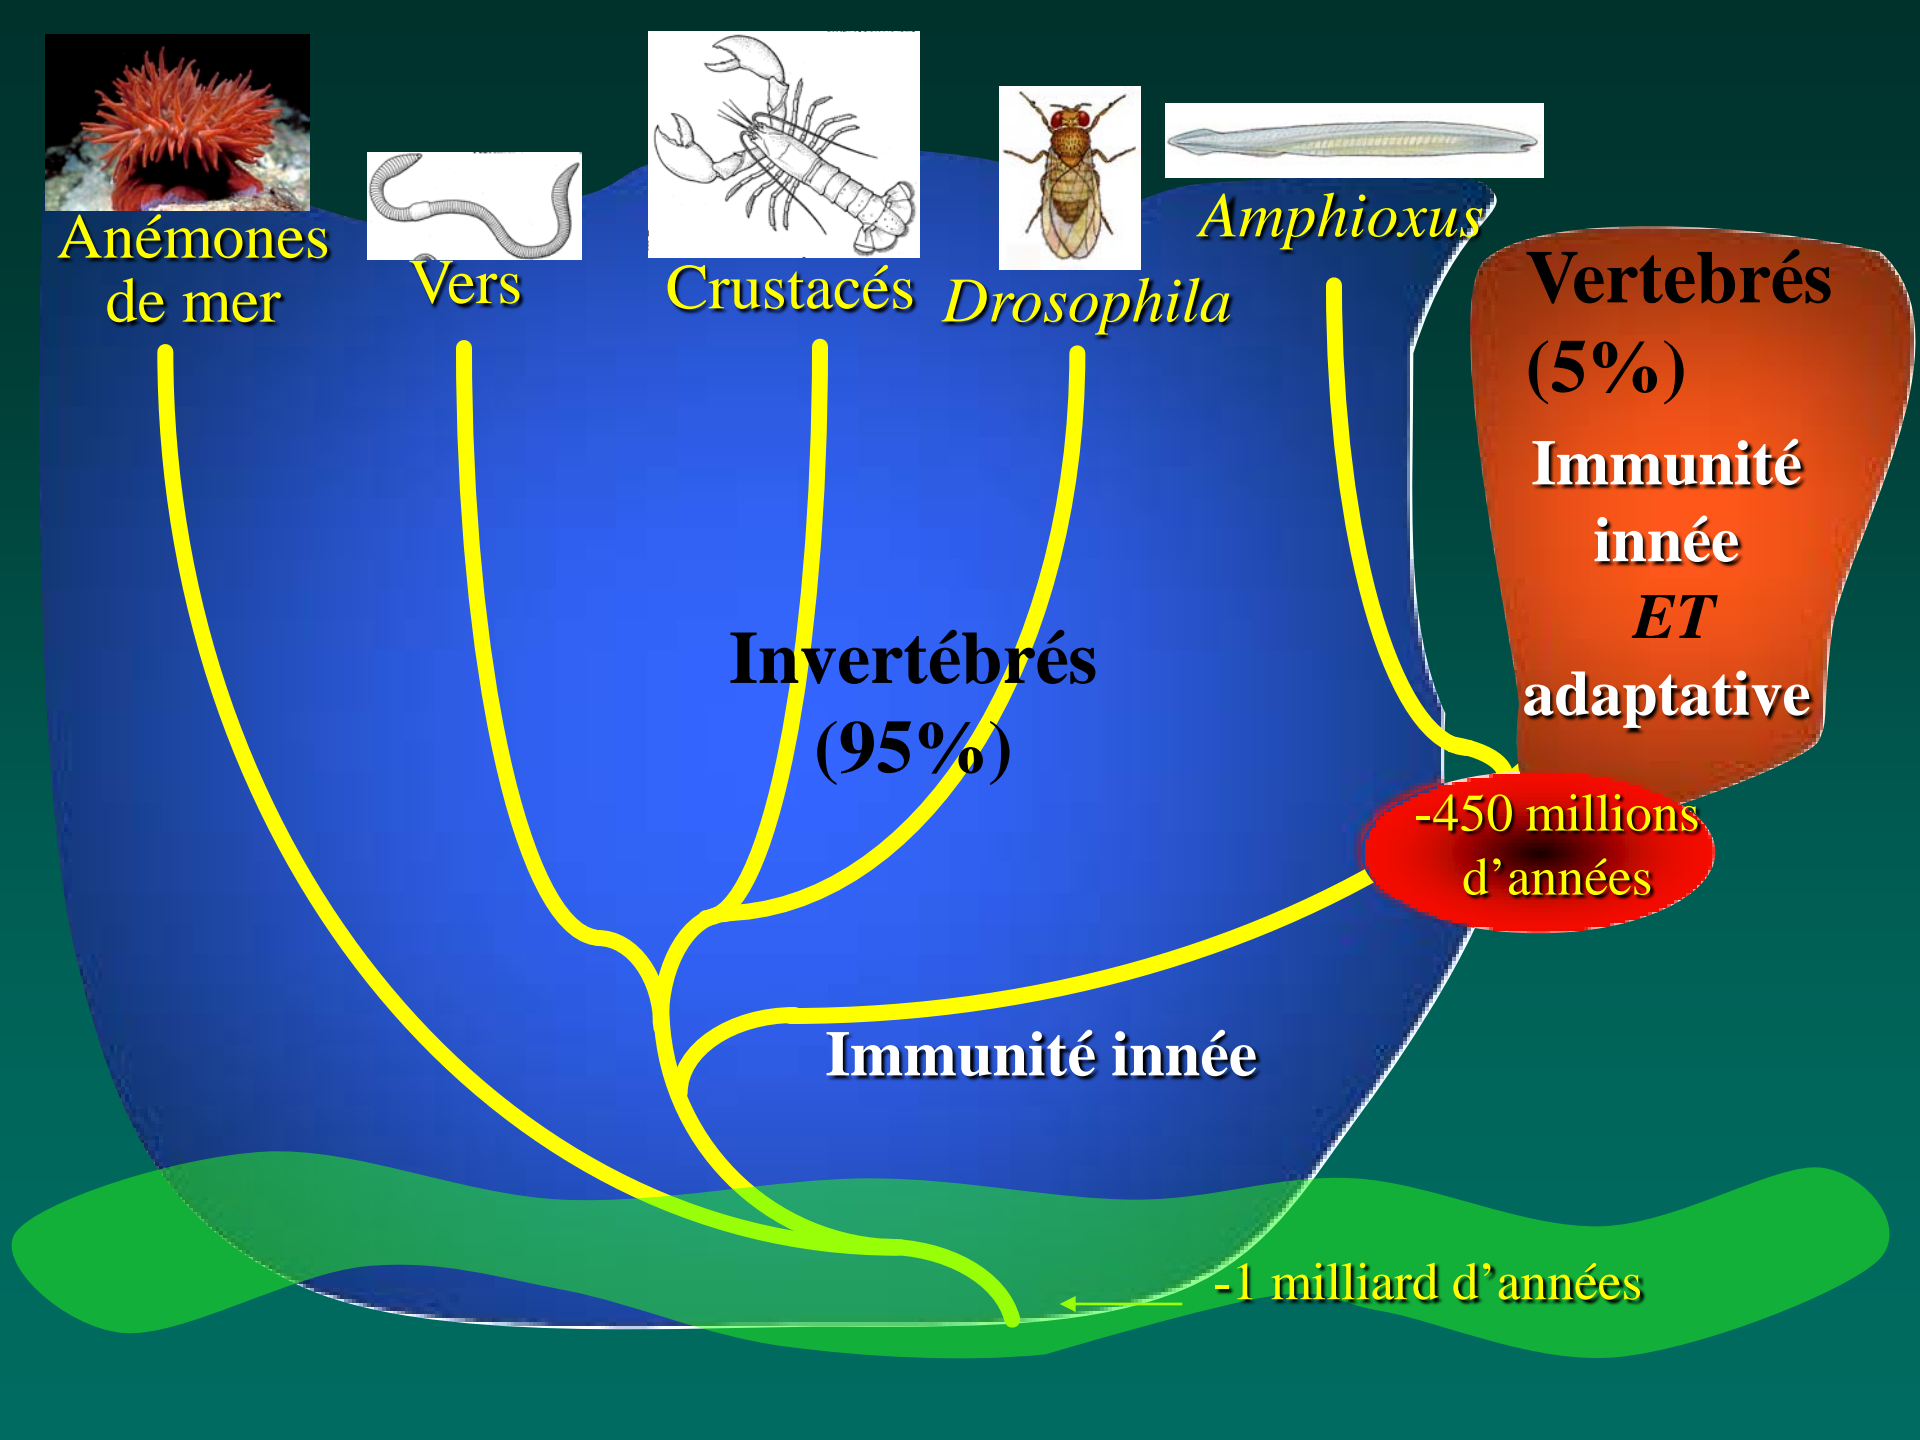 Anémones
de mer
Vers
Crustacés
Drosophila
Amphioxus
Vertebrés
(5%)
Immunité
innée
ET
adaptative
Invertébrés
(95%)
-450 millions
d’années
Immunité innée
-1 milliard d’années